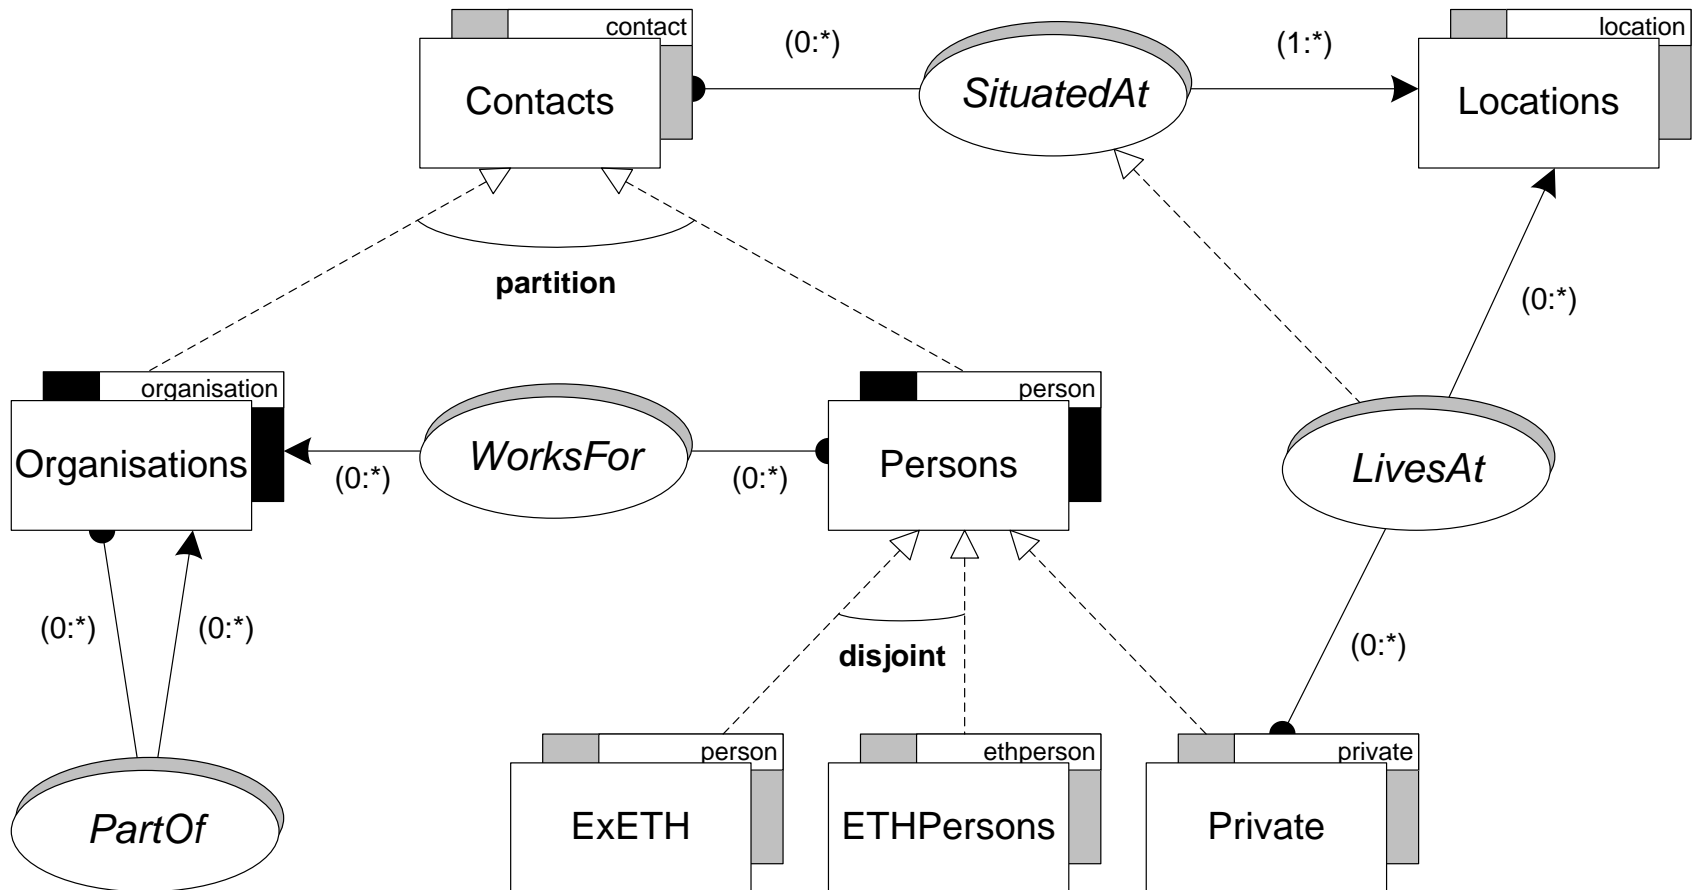 contact
(0:*)
(1:*)
location
Contacts
SituatedAt
Locations
partition
(0:*)
organisation
person
Organisations
(0:*)
WorksFor
(0:*)
Persons
LivesAt
(0:*)
(0:*)
disjoint
(0:*)
person
ethperson
private
PartOf
ExETH
ETHPersons
Private